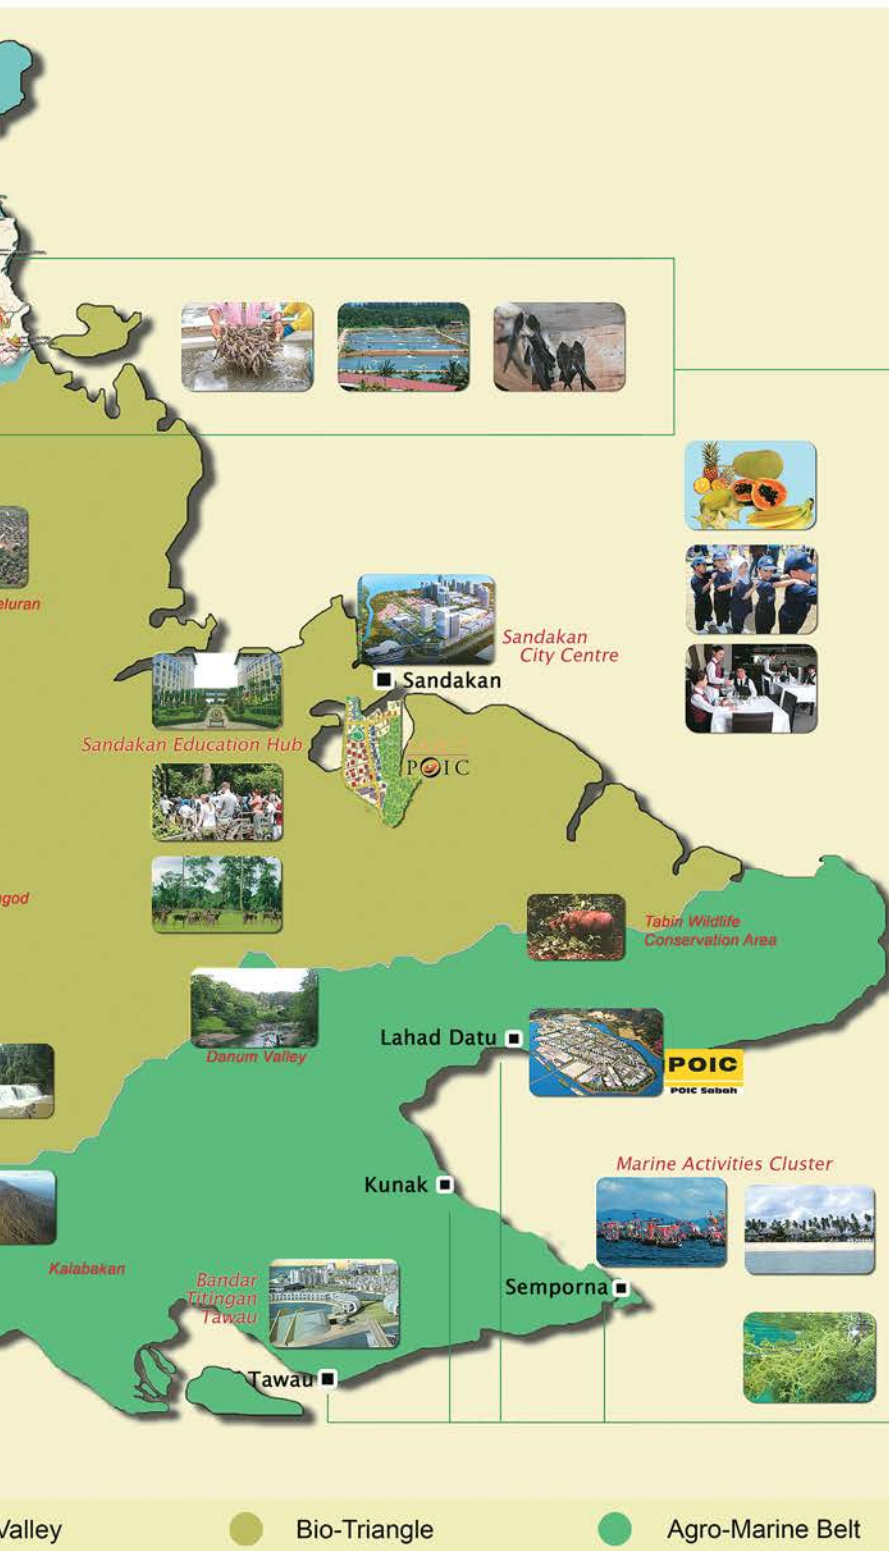 eluran
Sandakan
City Centre
Sandakan
Sandakan Education Hub
POIC
ngod
Tabin Wildlife
Conservation Area
Danum Valley
Lahad Datu
POIC
POIC Sabah
Marine Activities Cluster
Kunak
Kalabakan
Bandar
Titingan
Tawau
Semporna
Tawau
Valley
Bio-Triangle
Agro-Marine Belt